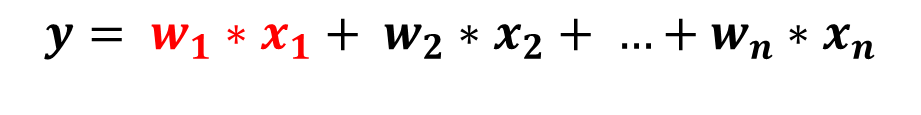 y = w₁ * x₁ + w₂ * x₂ + ... + wₙ * xₙ